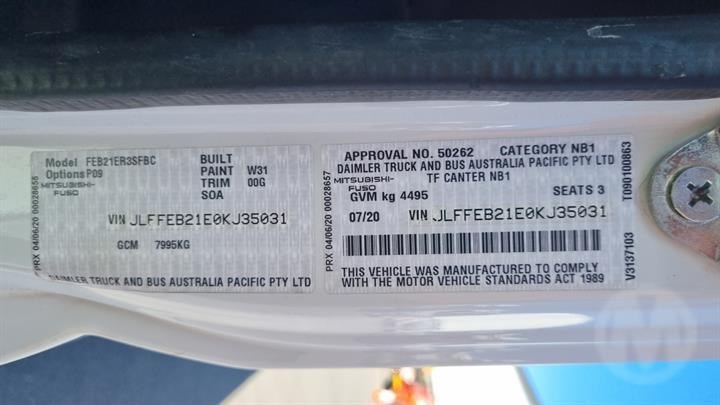 Model FEB21ER3SFBC BUILT
Options P09 PAINT W31
MITSUBISHI- TRIM 00G
FUSO SOA
VIN JLFFEB21E0KJ35031
GCM 7995KG
DAIMLER TRUCK AND BUS AUSTRALIA PACIFIC PTY LTD
PRX 04/06/20 00028658
APPROVAL NO. 50262 CATEGORY NB1
DAIMLER TRUCK AND BUS AUSTRALIA PACIFIC PTY LTD
MITSUBISHI- TF CANTER NB1
FUSO
GVM kg 4495 SEATS 3
07/20 VIN JLFFEB21E0KJ35031
THIS VEHICLE WAS MANUFACTURED TO COMPLY
WITH THE MOTOR VEHICLE STANDARDS ACT 1989
PRX 04/06/20 00028657
V3137103 T090100863
M